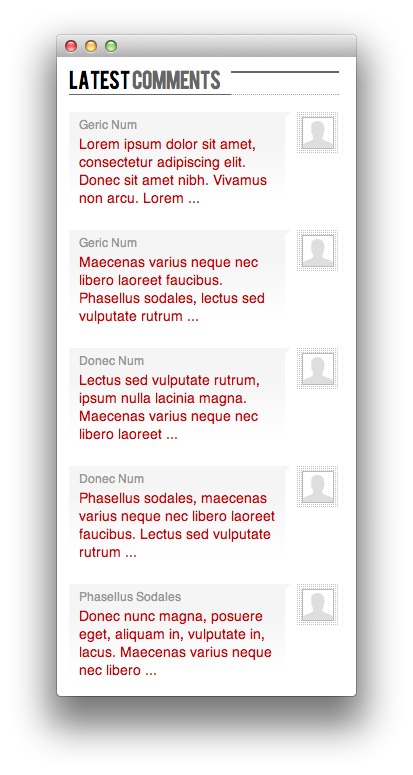 LATEST COMMENTS
Geric Num
Lorem ipsum dolor sit amet,
consectetur adipiscing elit.
Donec sit amet nibh. Vivamus
non arcu. Lorem ...
Geric Num
Maecenas varius neque nec
libero laoreet faucibus.
Phasellus sodales, lectus sed
vulputate rutrum ...
Donec Num
Lectus sed vulputate rutrum,
ipsum nulla lacinia magna.
Maecenas varius neque nec
libero laoreet ...
Donec Num
Phasellus sodales, maecenas
varius neque nec libero laoreet
faucibus. Lectus sed vulputate
rutrum ...
Phasellus Sodales
Donec nunc magna, posuere
eget, aliquam in, vulputate in,
lacus. Maecenas varius neque
nec libero ...